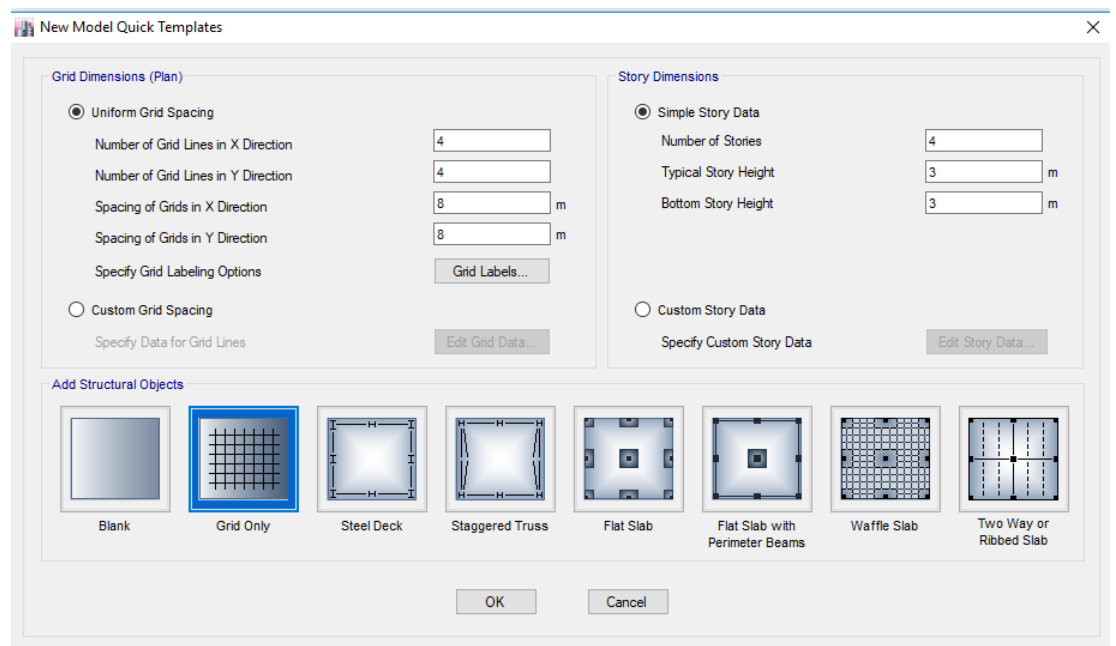 New Model Quick Templates
Grid Dimensions (Plan)
Uniform Grid Spacing
Number of Grid Lines in X Direction 4
Number of Grid Lines in Y Direction 4
Spacing of Grids in X Direction 8 m
Spacing of Grids in Y Direction 8 m
Specify Grid Labeling Options Grid Labels...
Custom Grid Spacing
Specify Data for Grid Lines Edit Grid Data...
Story Dimensions
Simple Story Data
Number of Stories 4
Typical Story Height 3 m
Bottom Story Height 3 m
Custom Story Data
Specify Custom Story Data Edit Story Data...
Add Structural Objects
Blank
Grid Only
Steel Deck
Staggered Truss
Flat Slab
Flat Slab with
Perimeter Beams
Waffle Slab
Two Way or
Ribbed Slab
OK Cancel